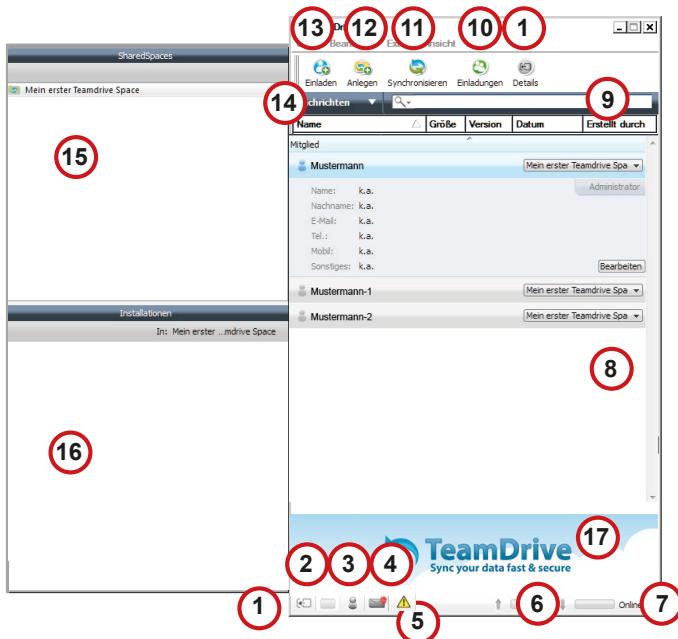 13 12 11 10 1
Einladen Anlegen Synchronisieren Einladungen Details
14 9
Name Größe Version Datum Erstellt durch
SharedSpaces
Mein erster Teamdrive Space
15
Installationen
In: Mein erster ...mdrive Space
16
Mitglied
Mustermann Mein erster Teamdrive Spa
Administrator
Name: k.a.
Nachname: k.a.
E-Mail: k.a.
Tel.: k.a.
Mobil: k.a.
Sonstiges: k.a.
Bearbeiten
Mustermann-1 Mein erster Teamdrive Spa
Mustermann-2 Mein erster Teamdrive Spa
8
TeamDrive
Sync your data fast & secure
17
2 3 4
1 5 6 7
Online